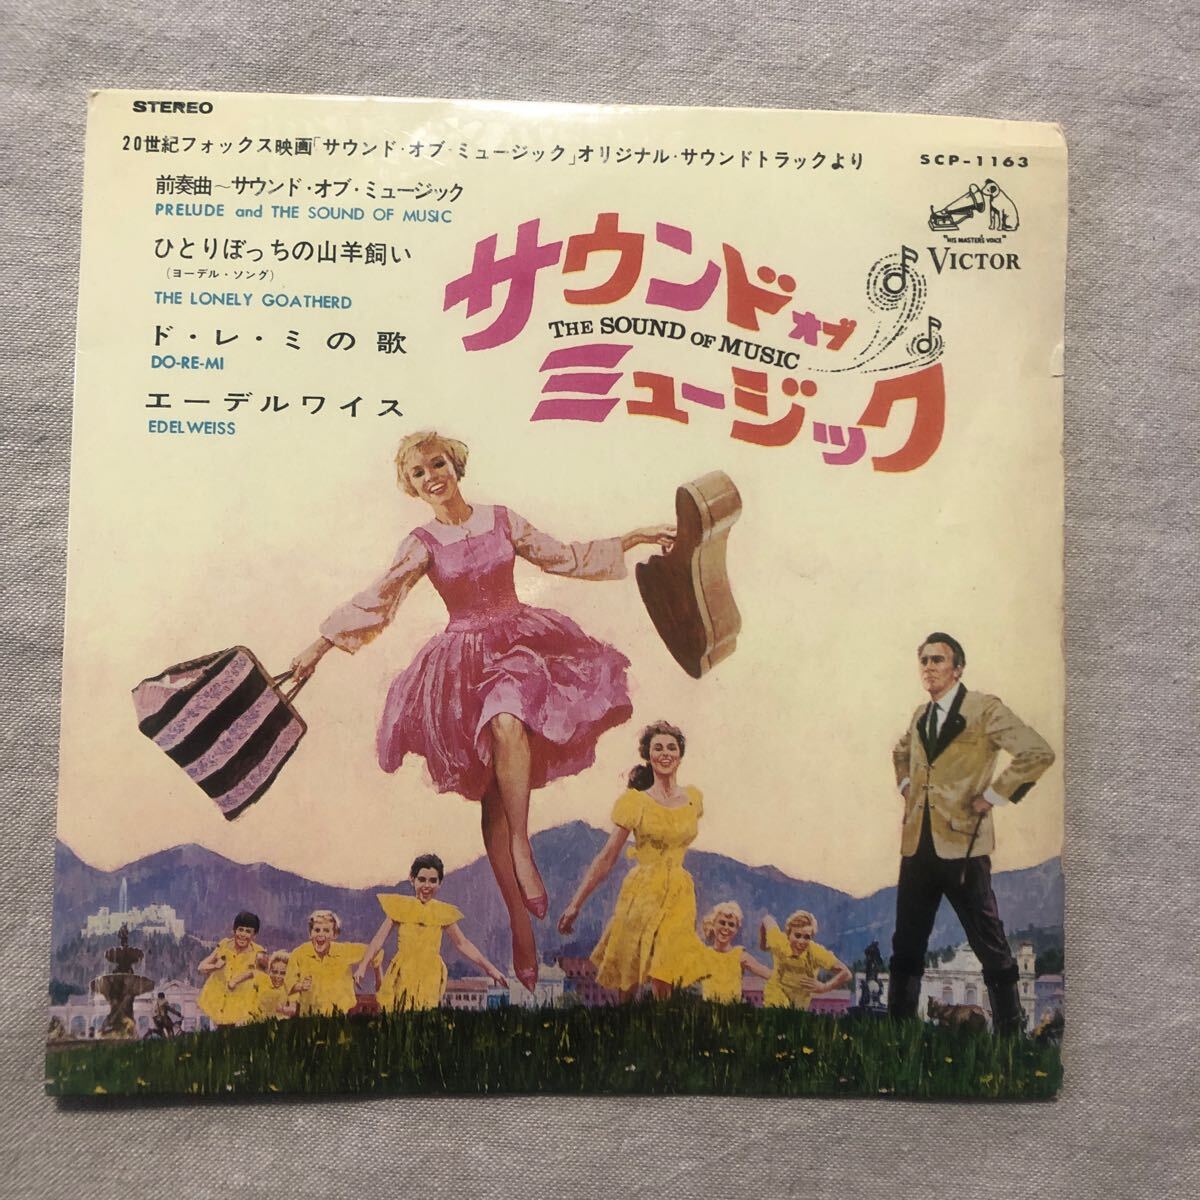 STEREO
20世紀フォックス映画「サウンド・オブ・ミュージック」オリジナル・サウンドトラックより
SCP-1163
前奏曲～サウンド・オブ・ミュージック
PRELUDE and THE SOUND OF MUSIC
ひとりぼっちの山羊飼い
(ヨーデル・ソング)
THE LONELY GOATHERD
ド・レ・ミの歌
DO-RE-MI
エーデルワイス
EDELWEISS
"HIS MASTER'S VOICE"
VICTOR
サウンド オブ
THE SOUND OF MUSIC
ミュージック